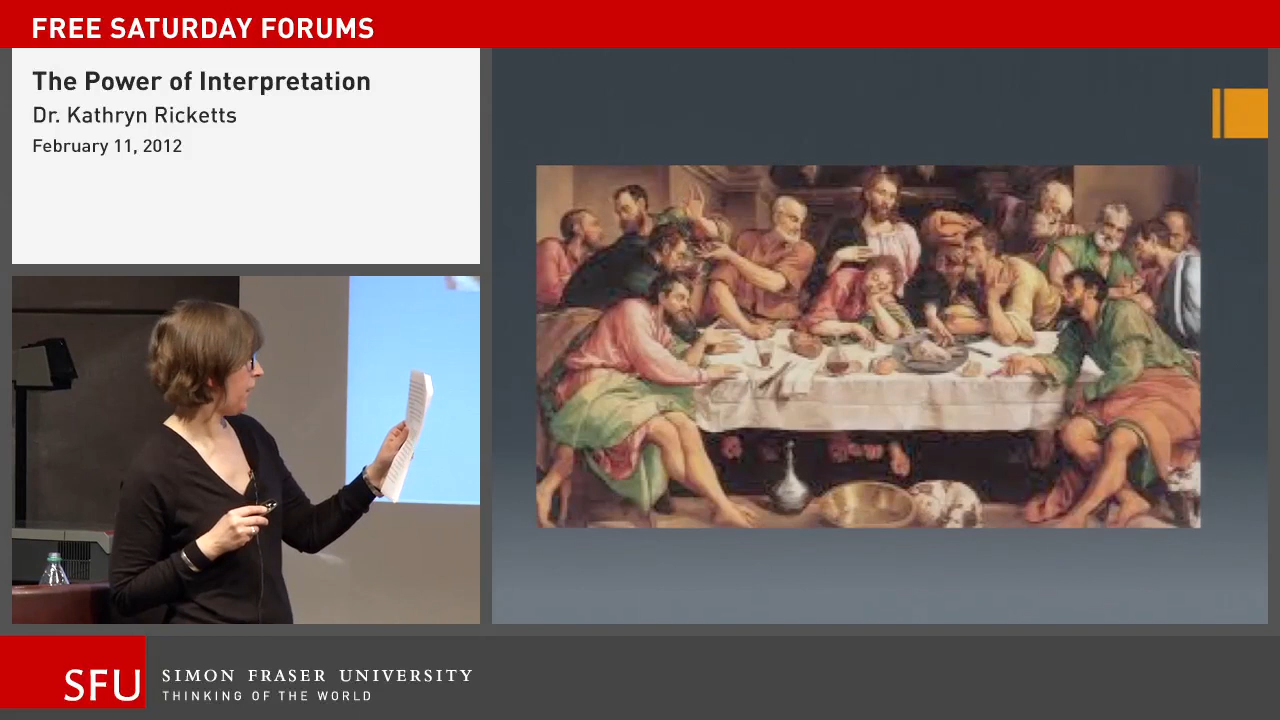 FREE SATURDAY FORUMS
The Power of Interpretation
Dr. Kathryn Ricketts
February 11, 2012
SFU
SIMON FRASER UNIVERSITY
THINKING OF THE WORLD